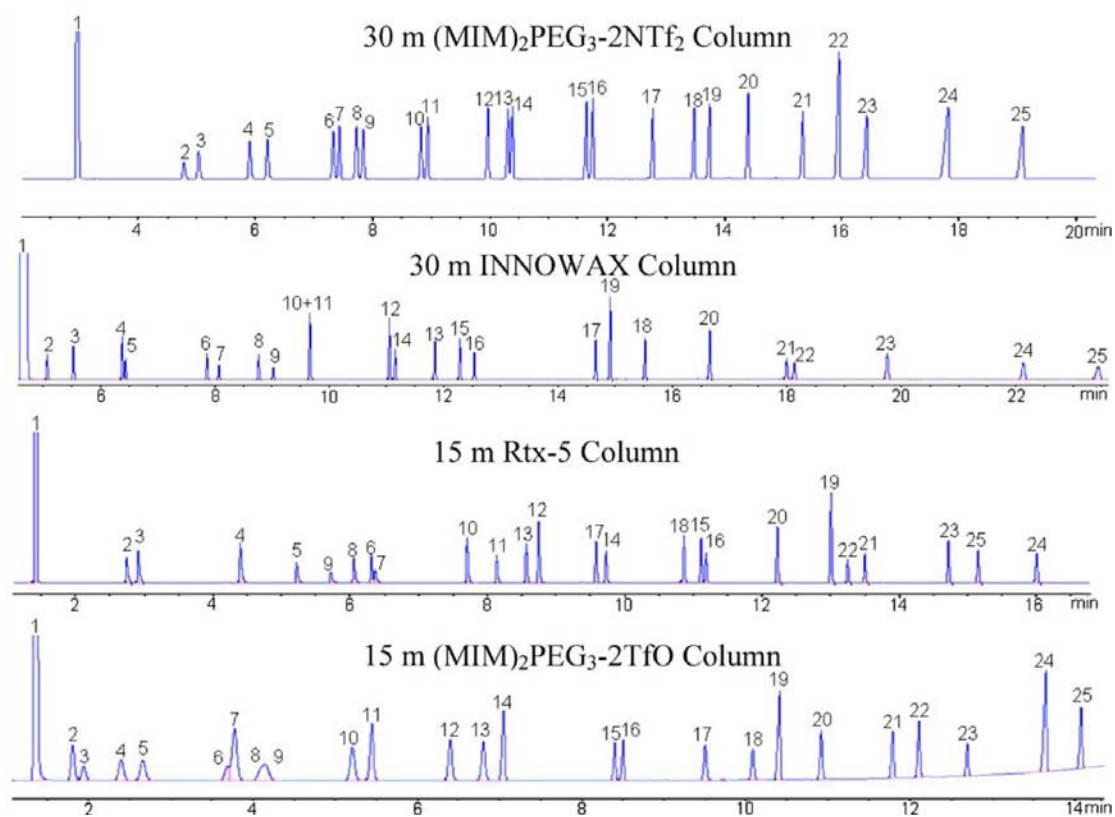 30 m (MIM)₂PEG₃-2NTf₂ Column
1 2 3 4 5 6 7 8 9 10 11 12 13 14 15 16 17 18 19 20 21 22 23 24 25
4 6 8 10 12 14 16 18 20 min
30 m INNOWAX Column
1 2 3 4 5 6 7 8 9 10+11 12 14 13 15 16 17 19 18 20 21 22 23 24 25
6 8 10 12 14 16 18 20 22 min
15 m Rtx-5 Column
1 2 3 4 5 9 8 6 7 10 11 13 12 17 14 18 15 16 20 19 22 21 23 25 24
2 4 6 8 10 12 14 16 min
15 m (MIM)₂PEG₃-2TfO Column
1 2 3 4 5 6 7 8 9 10 11 12 13 14 15 16 17 18 19 20 21 22 23 24 25
2 4 6 8 10 12 14 min